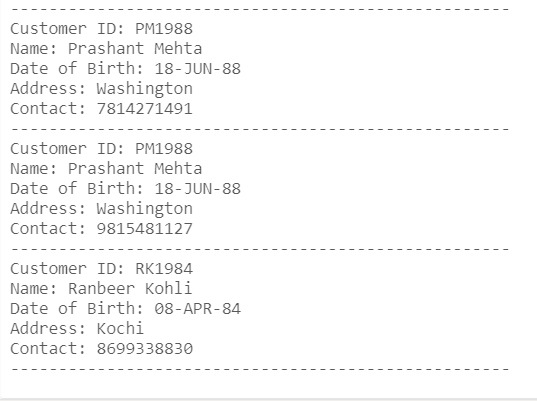 --------------------------------------------------
Customer ID: PM1988
Name: Prashant Mehta
Date of Birth: 18-JUN-88
Address: Washington
Contact: 7814271491
--------------------------------------------------
Customer ID: PM1988
Name: Prashant Mehta
Date of Birth: 18-JUN-88
Address: Washington
Contact: 9815481127
--------------------------------------------------
Customer ID: RK1984
Name: Ranbeer Kohli
Date of Birth: 08-APR-84
Address: Kochi
Contact: 8699338830
--------------------------------------------------